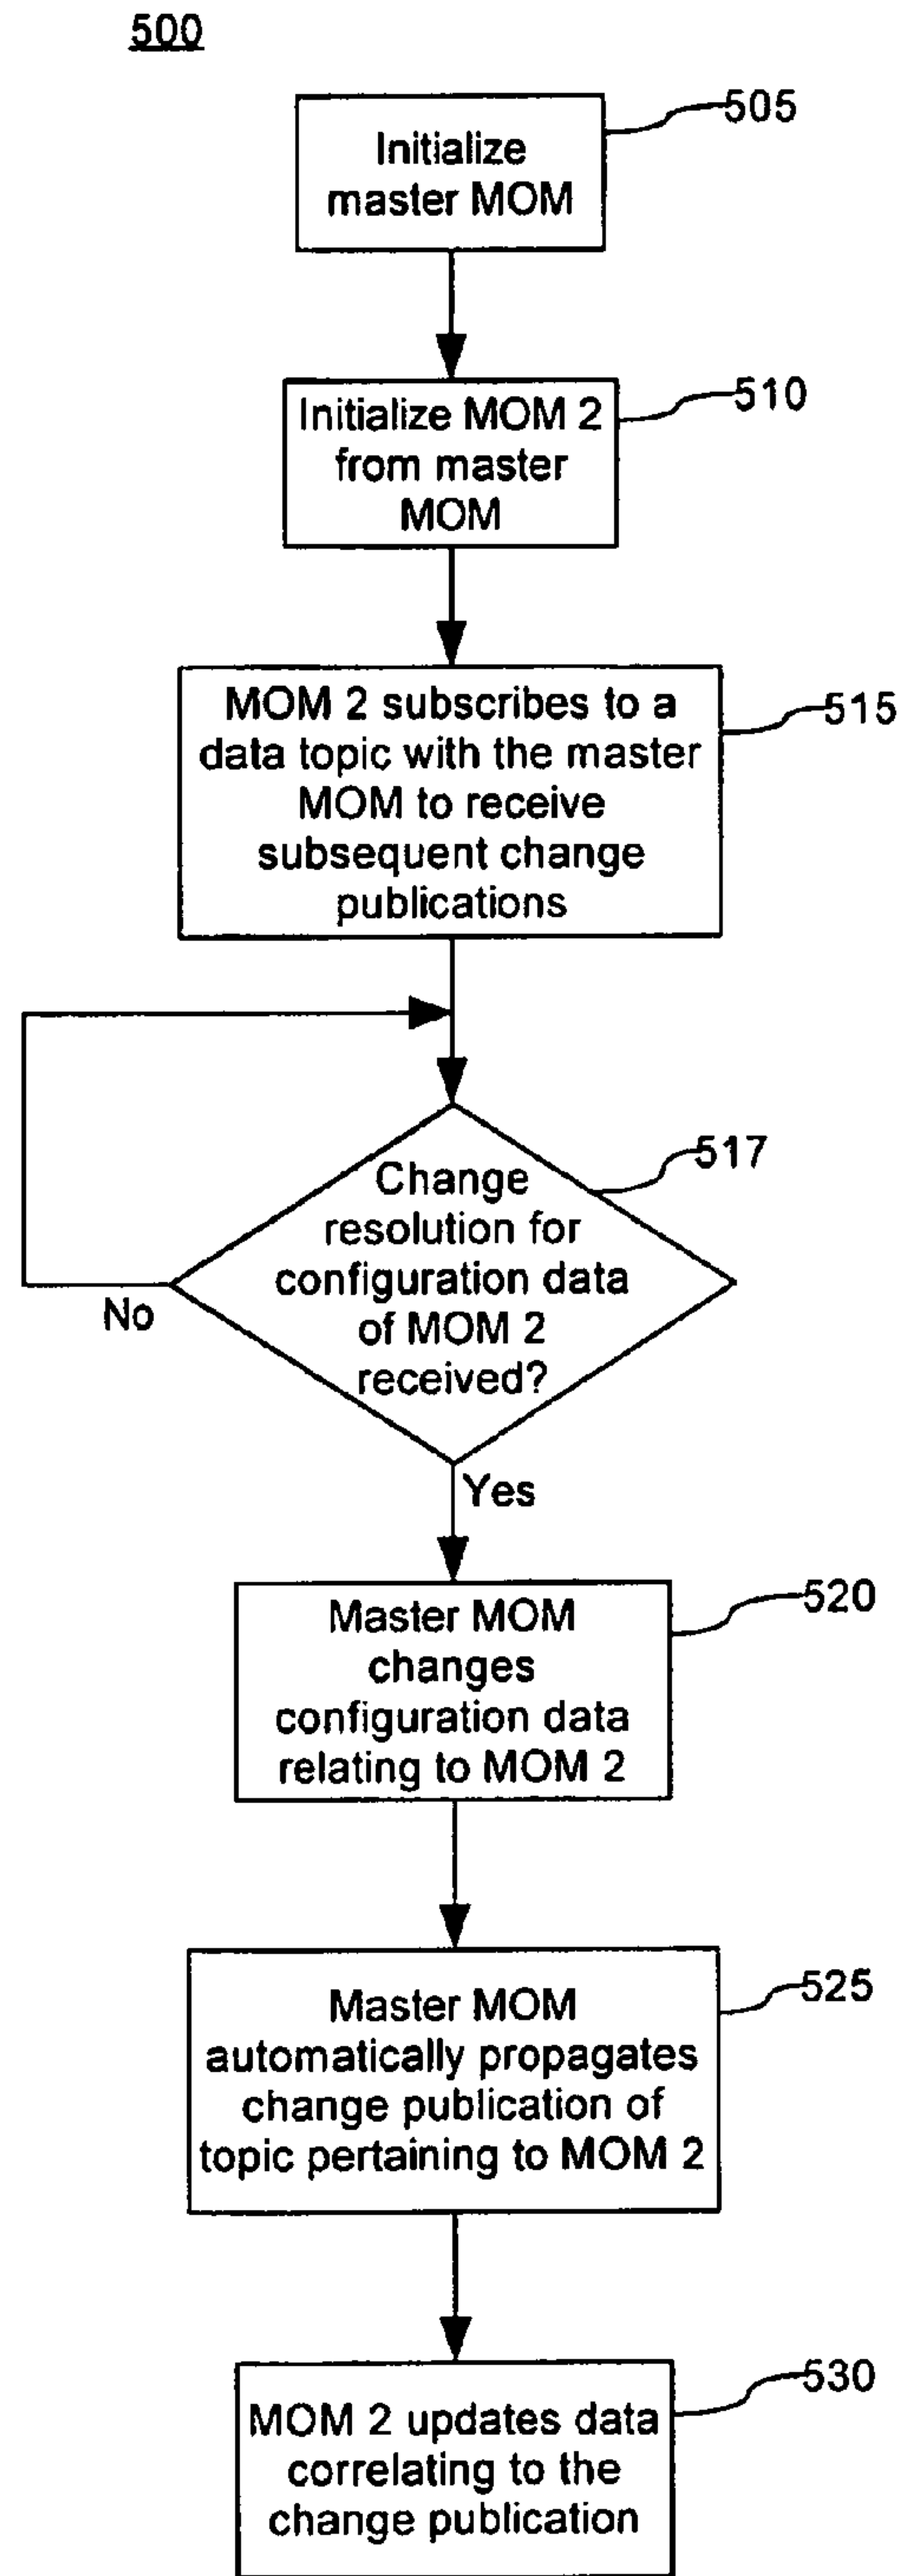 500
505
Initialize
master MOM
510
Initialize MOM 2
from master
MOM
515
MOM 2 subscribes to a
data topic with the master
MOM to receive
subsequent change
publications
517
Change
resolution for
configuration data
of MOM 2
received?
No
Yes
520
Master MOM
changes
configuration data
relating to MOM 2
525
Master MOM
automatically propagates
change publication of
topic pertaining to MOM 2
530
MOM 2 updates data
correlating to the
change publication